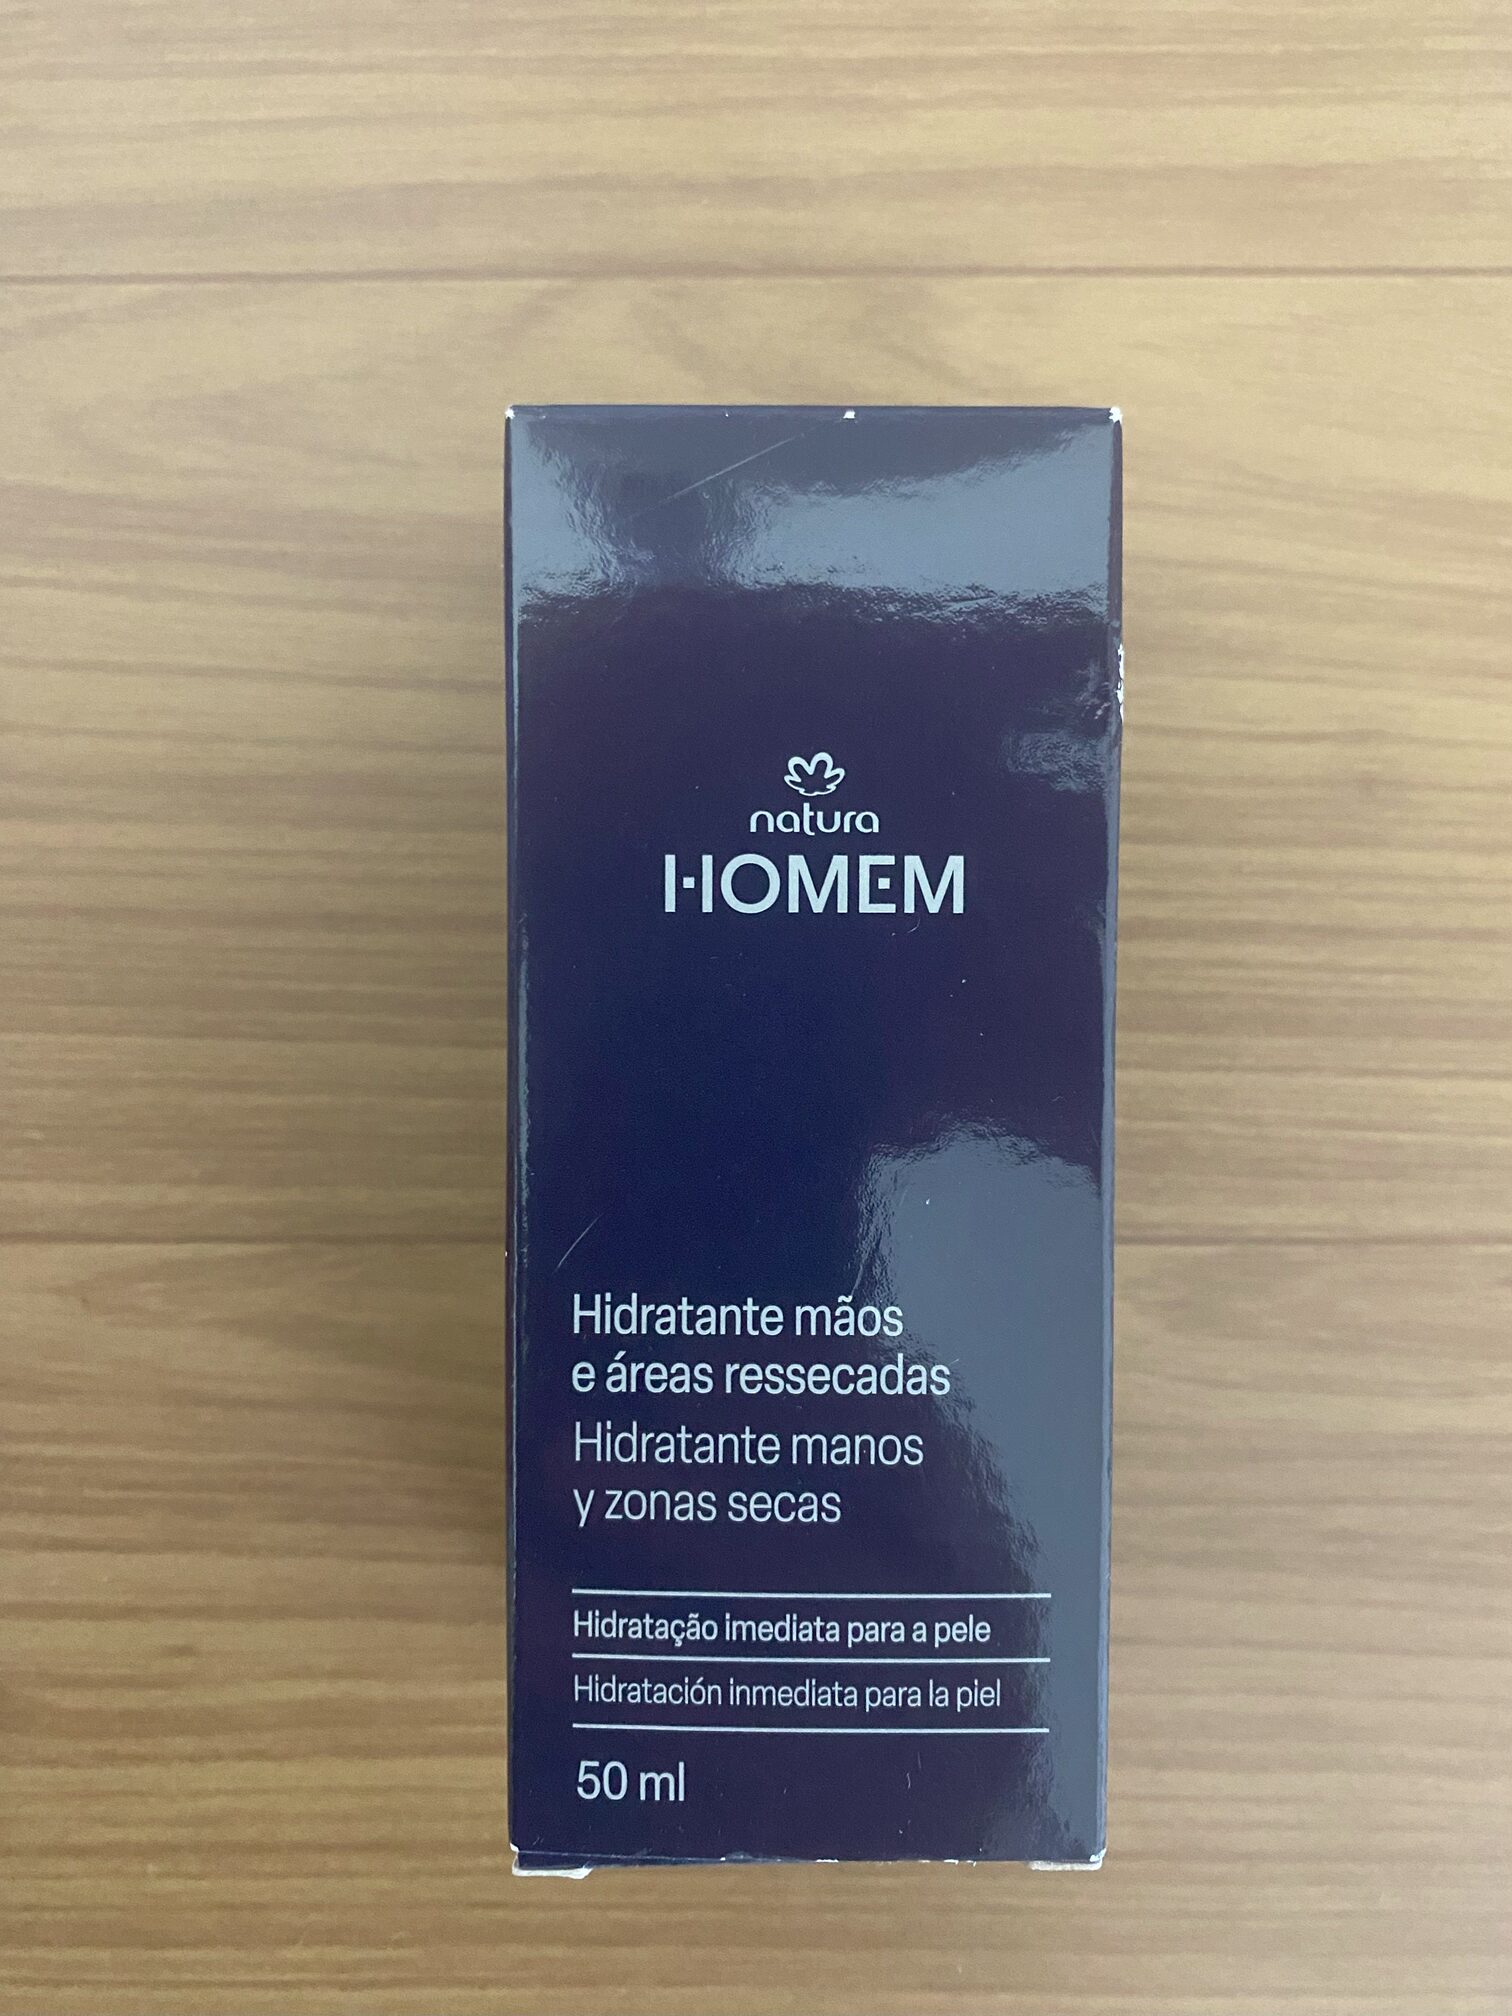 natura
HOMEM
Hidratante mãos
e áreas ressecadas
Hidratante manos
y zonas secas
Hidratação imediata para a pele
Hidratación inmediata para la piel
50 ml